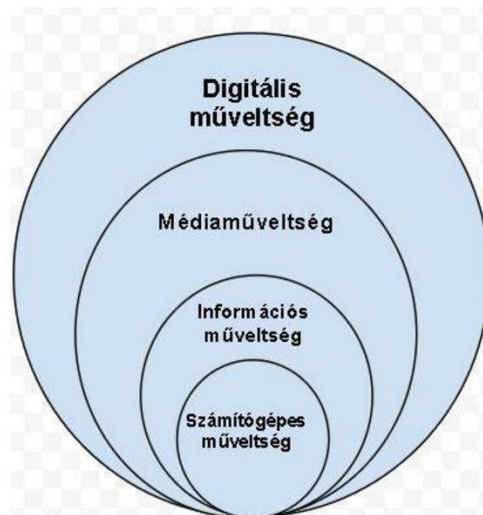 Digitális
műveltség
Médiaműveltség
Információs
műveltség
Számítógépes
műveltség